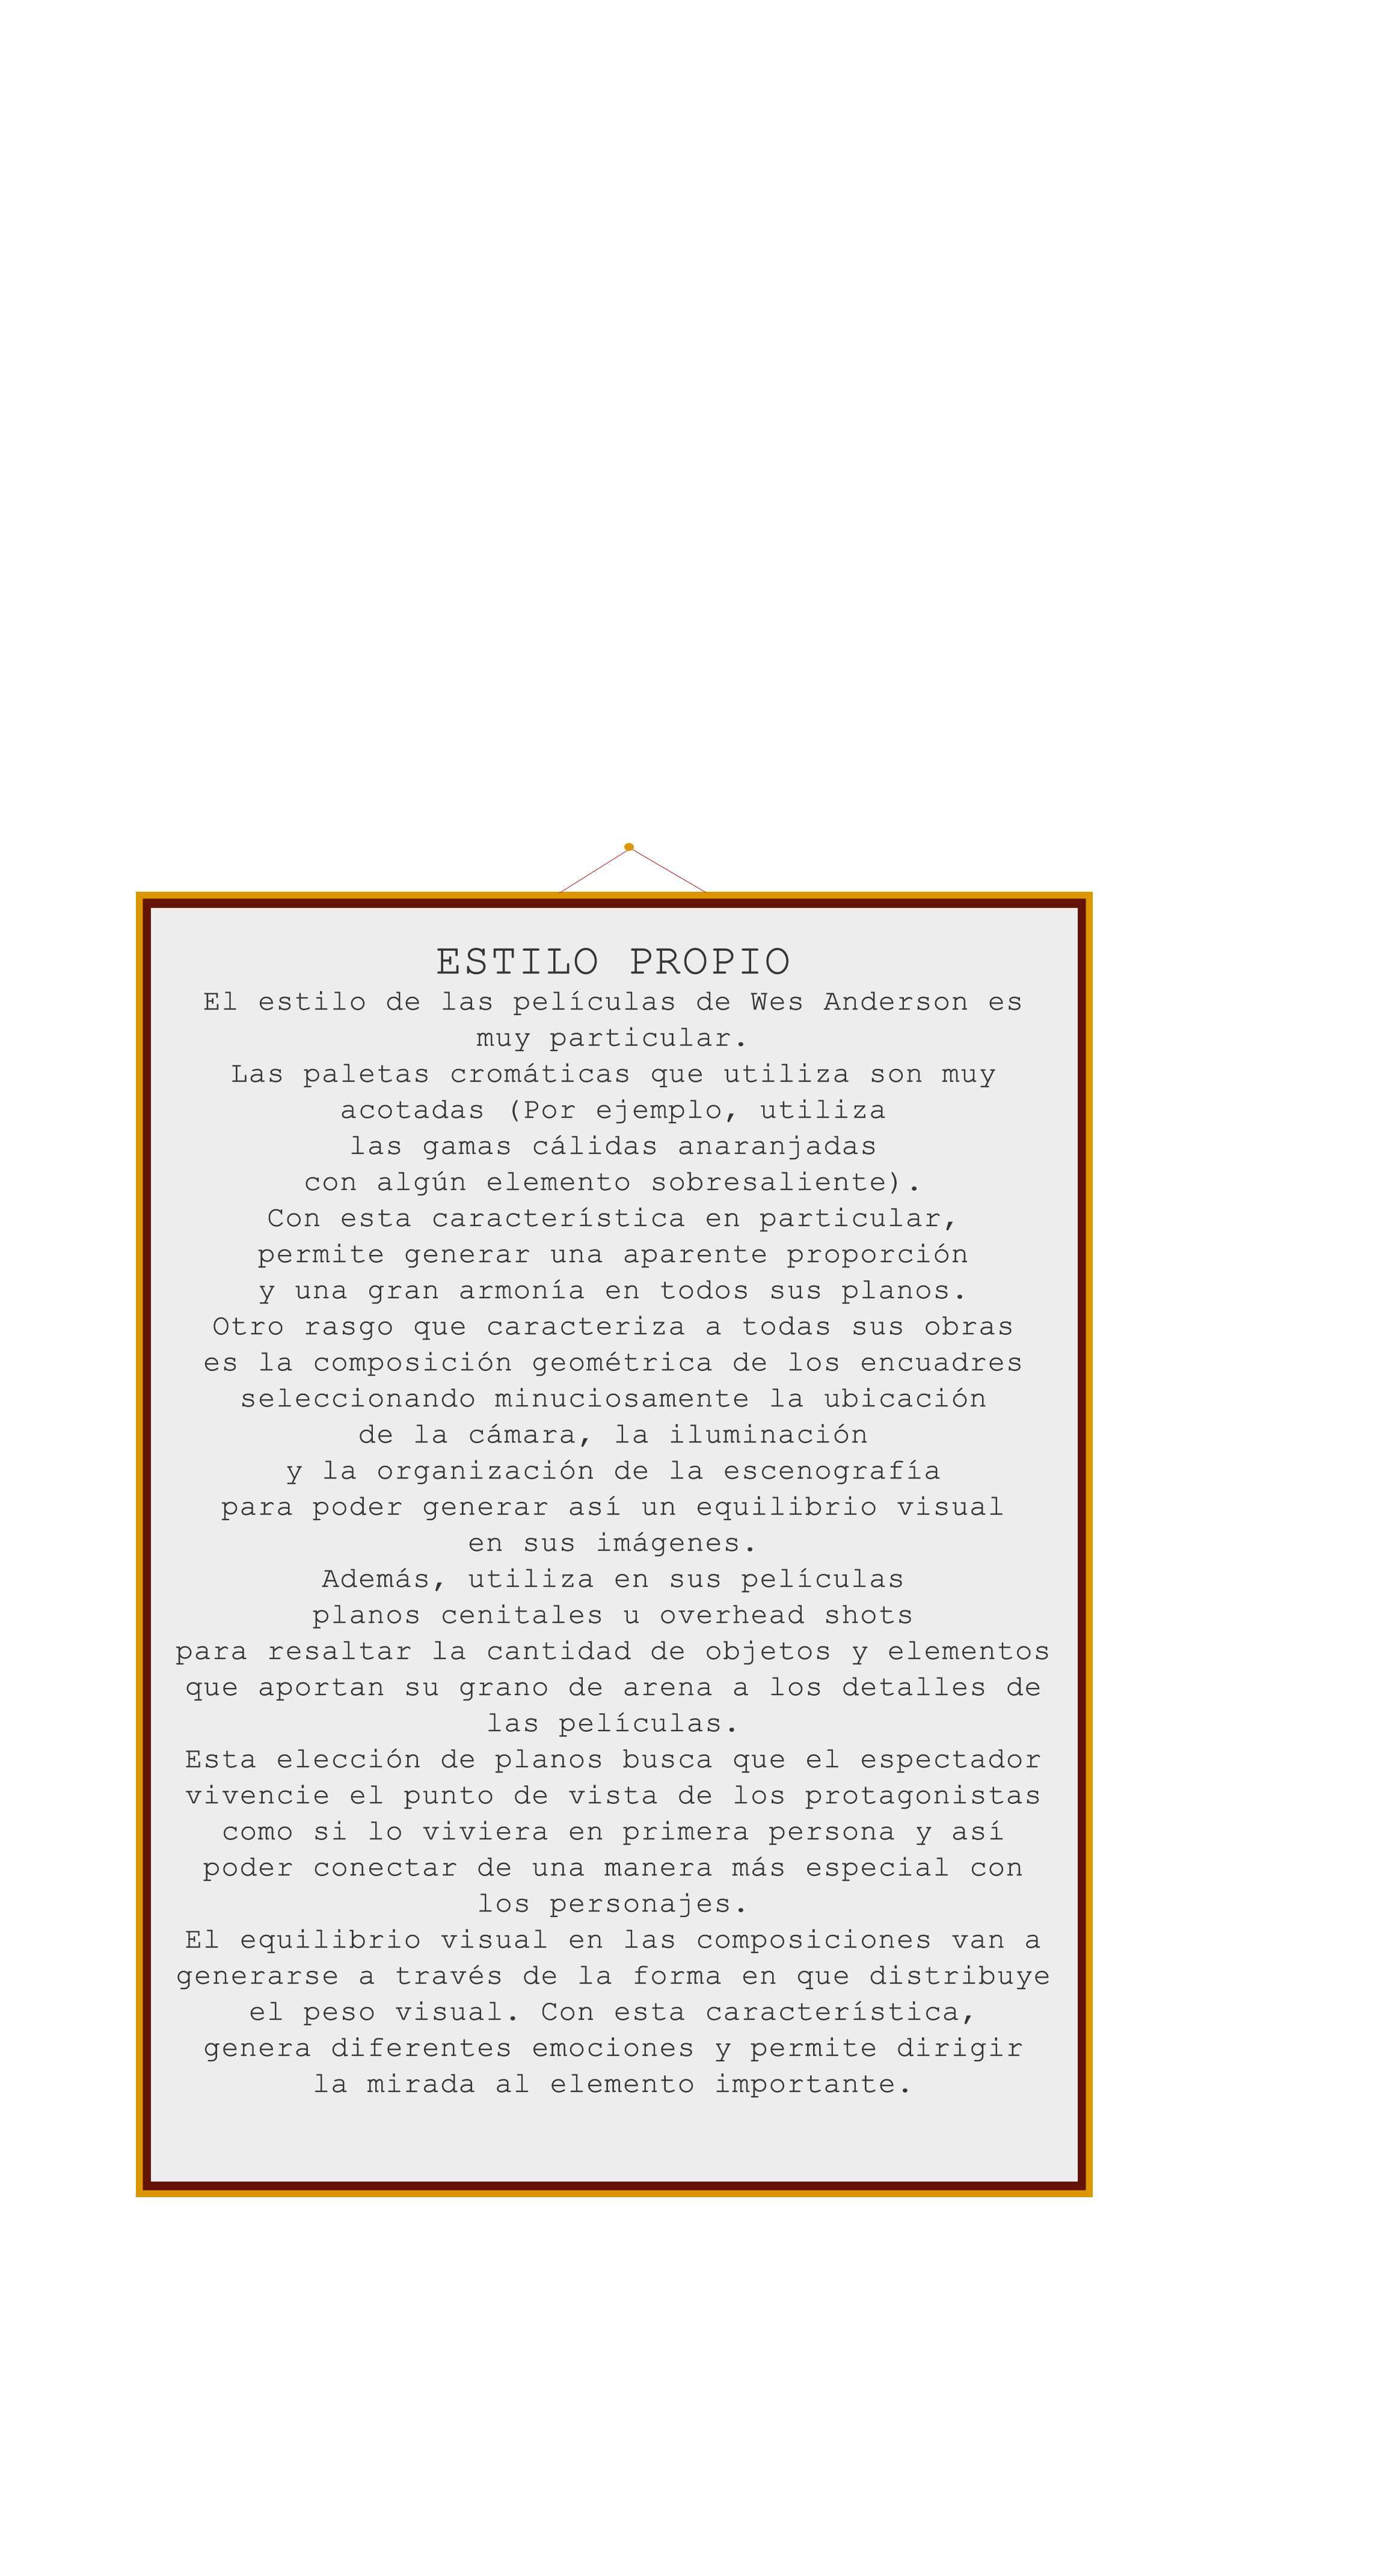 ESTILO PROPIO
El estilo de las películas de Wes Anderson es
muy particular.
Las paletas cromáticas que utiliza son muy
acotadas (Por ejemplo, utiliza
las gamas cálidas anaranjadas
con algún elemento sobresaliente).
Con esta característica en particular,
permite generar una aparente proporción
y una gran armonía en todos sus planos.
Otro rasgo que caracteriza a todas sus obras
es la composición geométrica de los encuadres
seleccionando minuciosamente la ubicación
de la cámara, la iluminación
y la organización de la escenografía
para poder generar así un equilibrio visual
en sus imágenes.
Además, utiliza en sus películas
planos cenitales u overhead shots
para resaltar la cantidad de objetos y elementos
que aportan su grano de arena a los detalles de
las películas.
Esta elección de planos busca que el espectador
vivencie el punto de vista de los protagonistas
como si lo viviera en primera persona y así
poder conectar de una manera más especial con
los personajes.
El equilibrio visual en las composiciones van a
generarse a través de la forma en que distribuye
el peso visual. Con esta característica,
genera diferentes emociones y permite dirigir
la mirada al elemento importante.